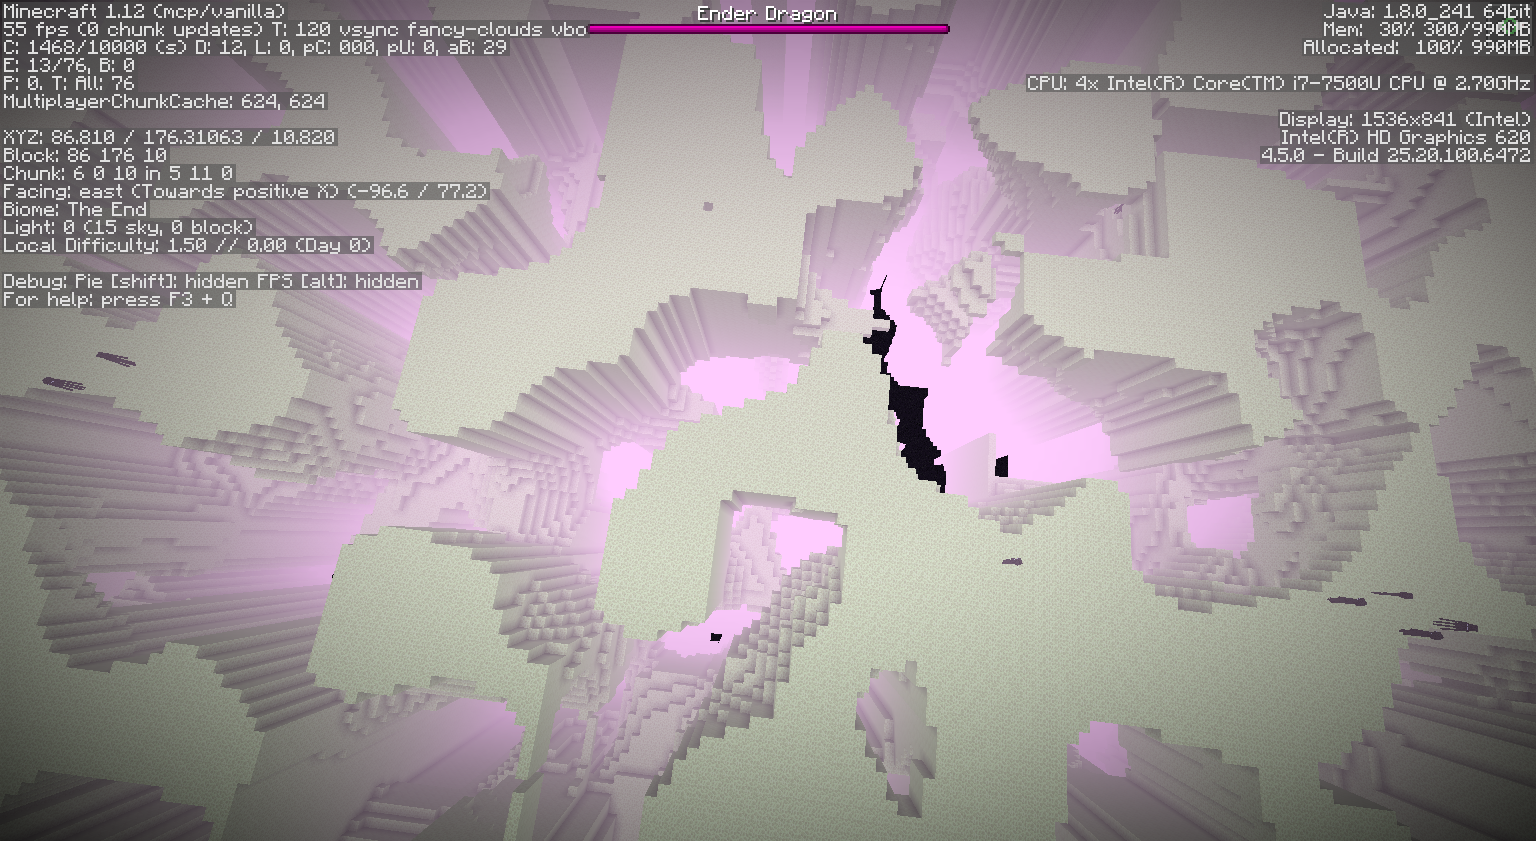 Minecraft 1.12 (mcp/vanilla)
55 fps (0 chunk updates) T: 120 vsync fancy-clouds vbo
C: 1468/10000 (s) D: 12, L: 0, pC: 000, pU: 0, aB: 29
E: 13/76, B: 0
P: 0. T: All: 76
MultiplayerChunkCache: 624, 624
XYZ: 86.810 / 176.31063 / 10.820
Block: 86 176 10
Chunk: 6 0 10 in 5 11 0
Facing: east (Towards positive X) (-96.6 / 77.2)
Biome: The End
Light: 0 (15 sky, 0 block)
Local Difficulty: 1.50 // 0.00 (Day 0)
Debug: Pie [shift]: hidden FPS [alt]: hidden
For help: press F3 + Q
Ender Dragon
Java: 1.8.0_241 64bit
Mem: 30% 300/990MB
Allocated: 100% 990MB
CPU: 4x Intel(R) Core(TM) i7-7500U CPU @ 2.70GHz
Display: 1536x841 (Intel)
Intel(R) HD Graphics 620
4.5.0 - Build 25.20.100.6472